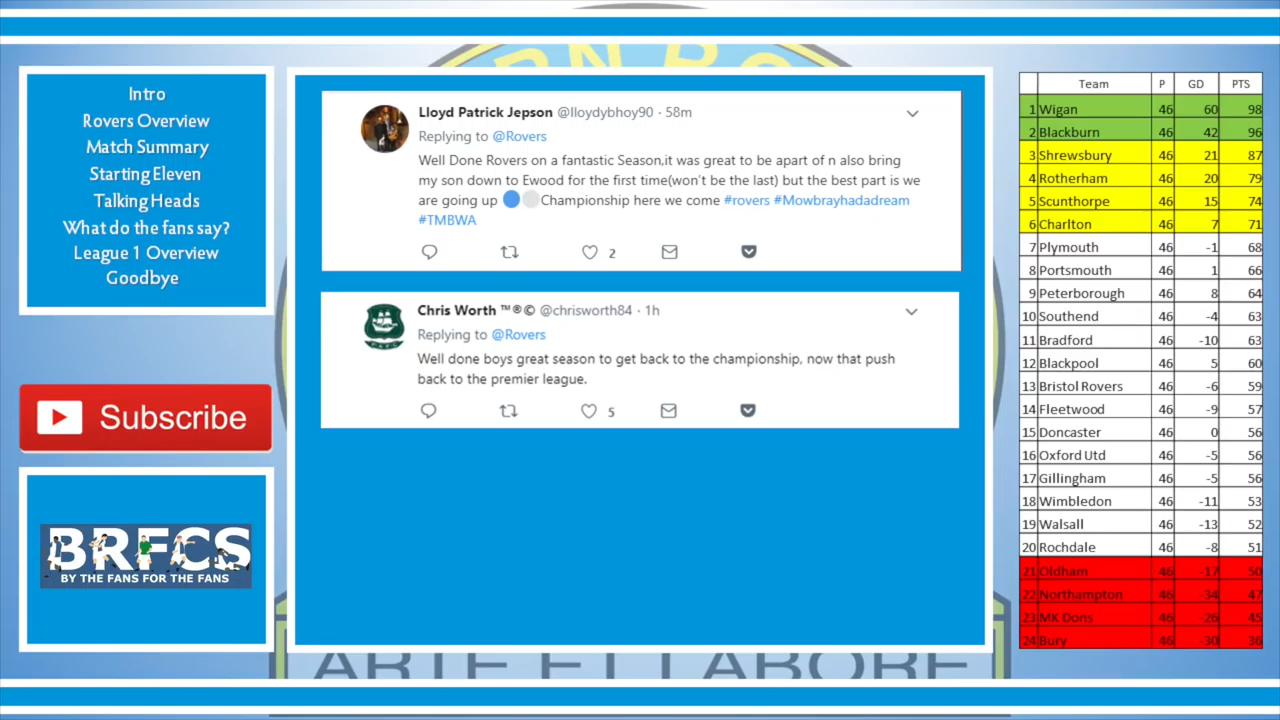 Intro
Rovers Overview
Match Summary
Starting Eleven
Talking Heads
What do the fans say?
League 1 Overview
Goodbye
Subscribe
BRFCS
BY THE FANS FOR THE FANS
Lloyd Patrick Jepson @lloydybhoy90 · 58m
Replying to @Rovers
Well Done Rovers on a fantastic Season,it was great to be apart of n also bring
my son down to Ewood for the first time(won't be the last) but the best part is we
are going up 🔵⚪Championship here we come #rovers #Mowbrayhadadream
#TMBWA
2
Chris Worth ™®© @chrisworth84 · 1h
Replying to @Rovers
Well done boys great season to get back to the championship, now that push
back to the premier league.
5
Team P GD PTS
1 Wigan 46 60 98
2 Blackburn 46 42 96
3 Shrewsbury 46 21 87
4 Rotherham 46 20 79
5 Scunthorpe 46 15 74
6 Charlton 46 7 71
7 Plymouth 46 -1 68
8 Portsmouth 46 1 66
9 Peterborough 46 8 64
10 Southend 46 -4 63
11 Bradford 46 -10 63
12 Blackpool 46 5 60
13 Bristol Rovers 46 -6 59
14 Fleetwood 46 -9 57
15 Doncaster 46 0 56
16 Oxford Utd 46 -5 56
17 Gillingham 46 -5 56
18 Wimbledon 46 -11 53
19 Walsall 46 -13 52
20 Rochdale 46 -8 51
21 Oldham 46 -17 50
22 Northampton 46 -34 47
23 MK Dons 46 -26 45
24 Bury 46 -30 36
ARTE ET LABORE